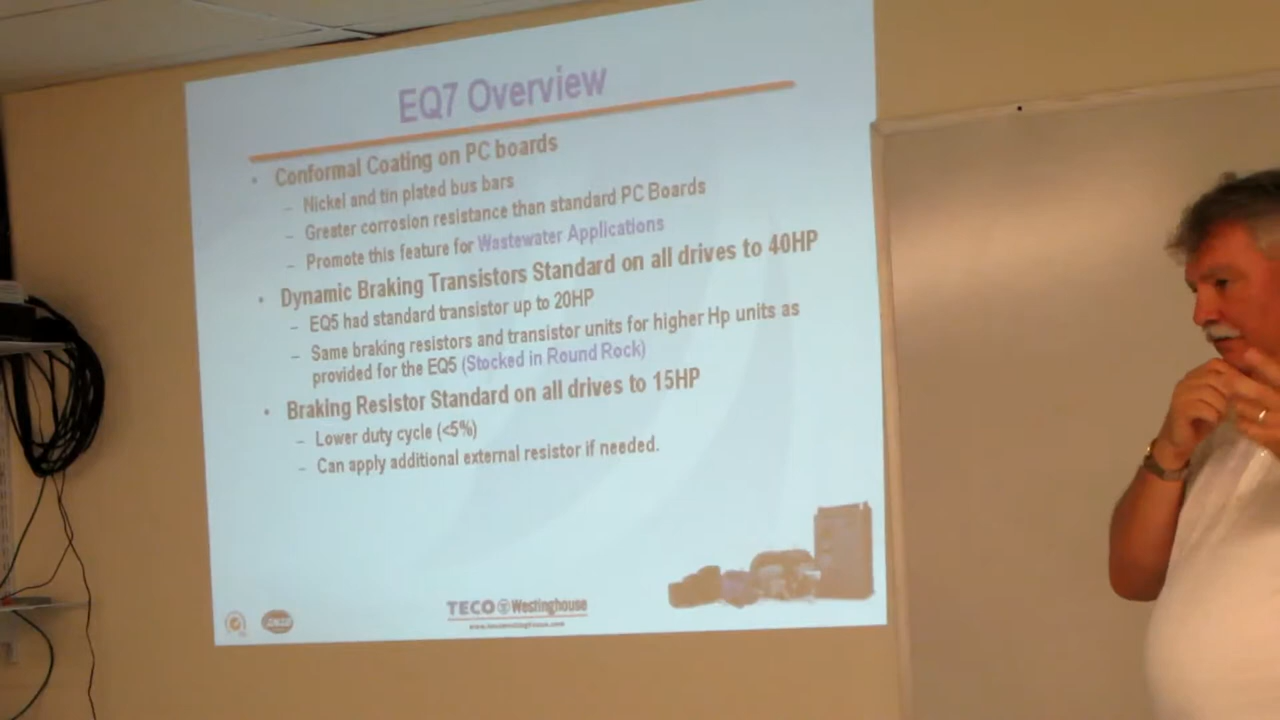 EQ7 Overview
• Conformal Coating on PC boards
– Nickel and tin plated bus bars
– Greater corrosion resistance than standard PC Boards
– Promote this feature for Wastewater Applications
• Dynamic Braking Transistors Standard on all drives to 40HP
– EQ5 had standard transistor up to 20HP
– Same braking resistors and transistor units for higher Hp units as
provided for the EQ5 (Stocked in Round Rock)
• Braking Resistor Standard on all drives to 15HP
– Lower duty cycle (<5%)
– Can apply additional external resistor if needed.
TECO Westinghouse
www.tecowestinghouse.com